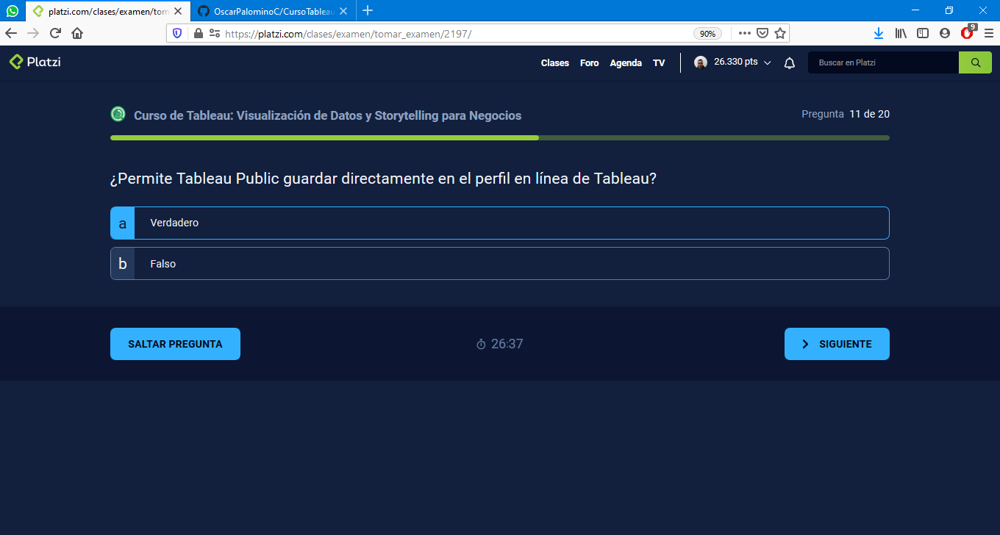 platzi.com/clases/examen/tom
OscarPalominoC/CursoTableau
https://platzi.com/clases/examen/tomar_examen/2197/
90%
9
Platzi
Clases Foro Agenda TV
26.330 pts
Buscar en Platzi
Curso de Tableau: Visualización de Datos y Storytelling para Negocios
Pregunta 11 de 20
¿Permite Tableau Public guardar directamente en el perfil en línea de Tableau?
a Verdadero
b Falso
SALTAR PREGUNTA
26:37
SIGUIENTE